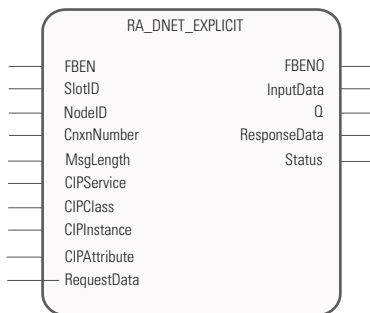 RA_DNET_EXPLICIT
FBEN FBENO
SlotID InputData
NodeID Q
CnxnNumber ResponseData
MsgLength Status
CIPService
CIPClass
CIPInstance
CIPAttribute
RequestData